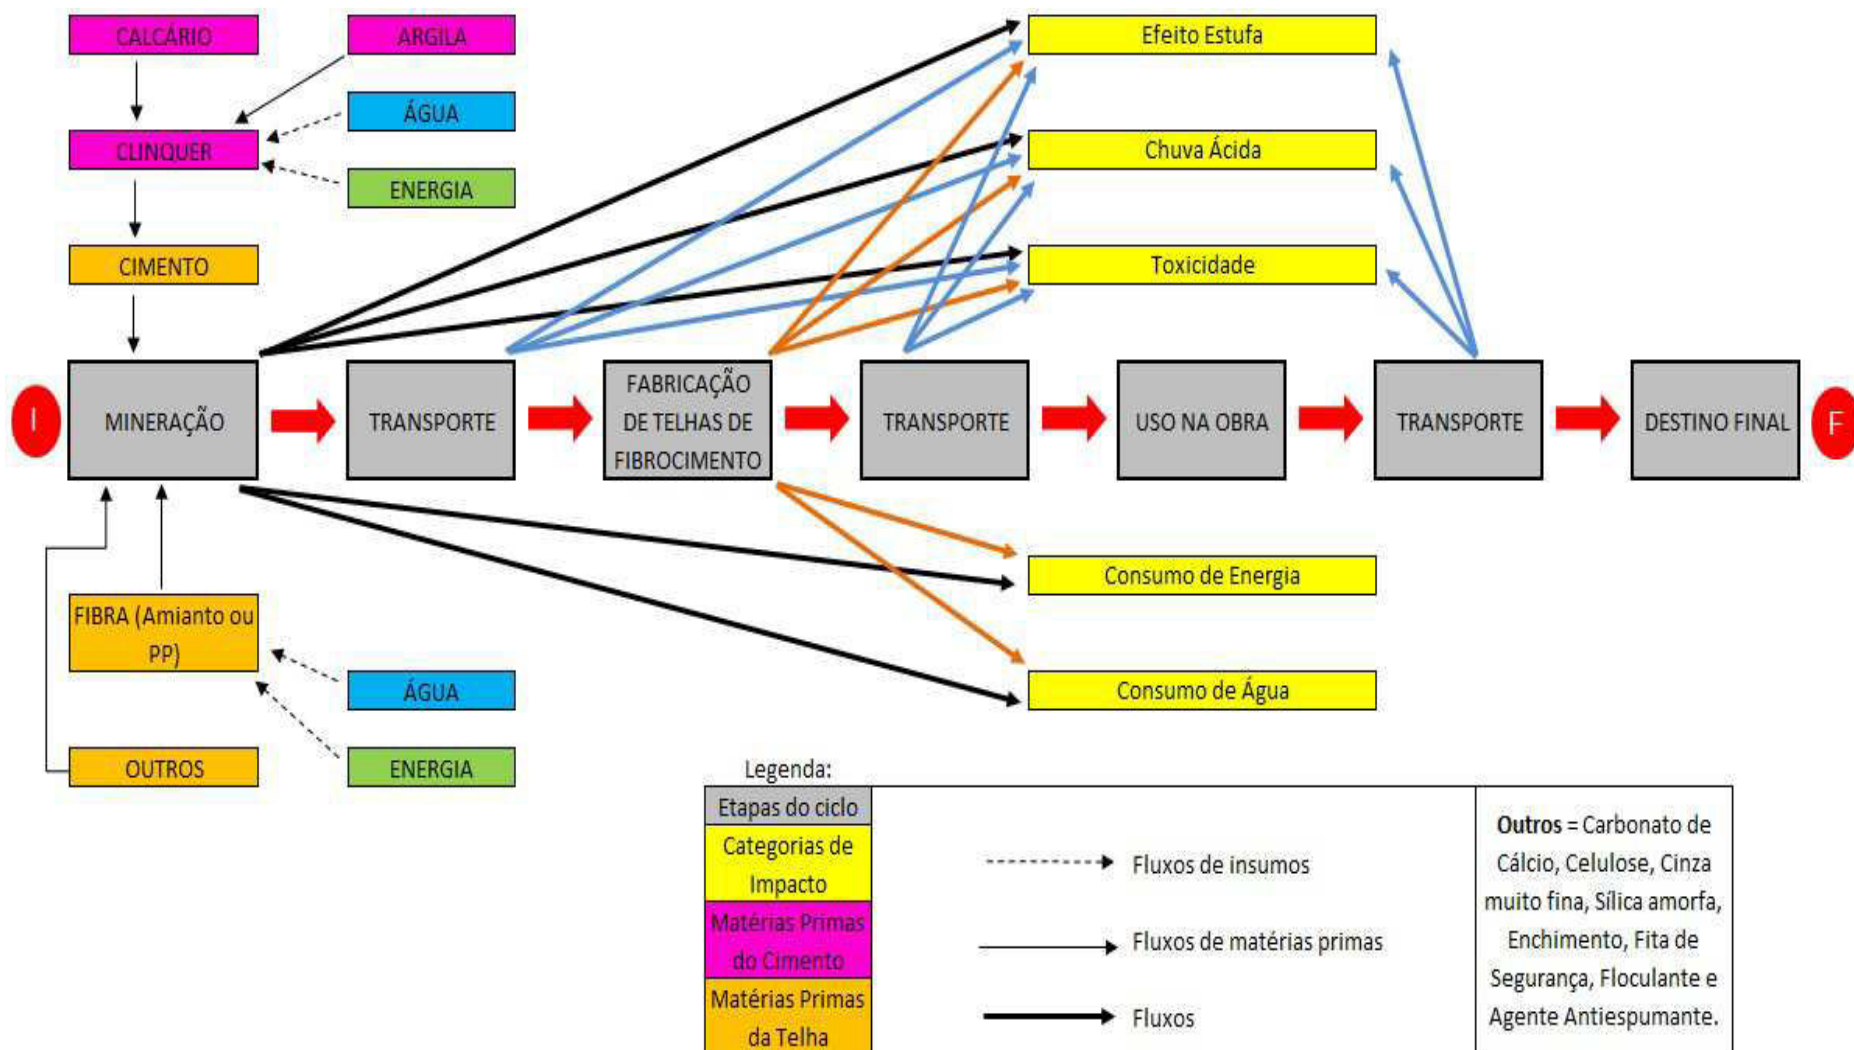 CALCÁRIO
ARGILA
Efeito Estufa
ÁGUA
CLINQUER
Chuva Ácida
ENERGIA
CIMENTO
Toxicidade
I
MINERAÇÃO
TRANSPORTE
FABRICAÇÃO
DE TELHAS DE
FIBROCIMENTO
TRANSPORTE
USO NA OBRA
TRANSPORTE
DESTINO FINAL
F
Consumo de Energia
FIBRA (Amianto ou
PP)
ÁGUA
Consumo de Água
OUTROS
ENERGIA
Legenda:
Etapas do ciclo
Categorias de
Impacto
Matérias Primas
do Cimento
Matérias Primas
da Telha
Fluxos de insumos
Fluxos de matérias primas
Fluxos
Outros = Carbonato de
Cálcio, Celulose, Cinza
muito fina, Sílica amorfa,
Enchimento, Fita de
Segurança, Floculante e
Agente Antiespumante.